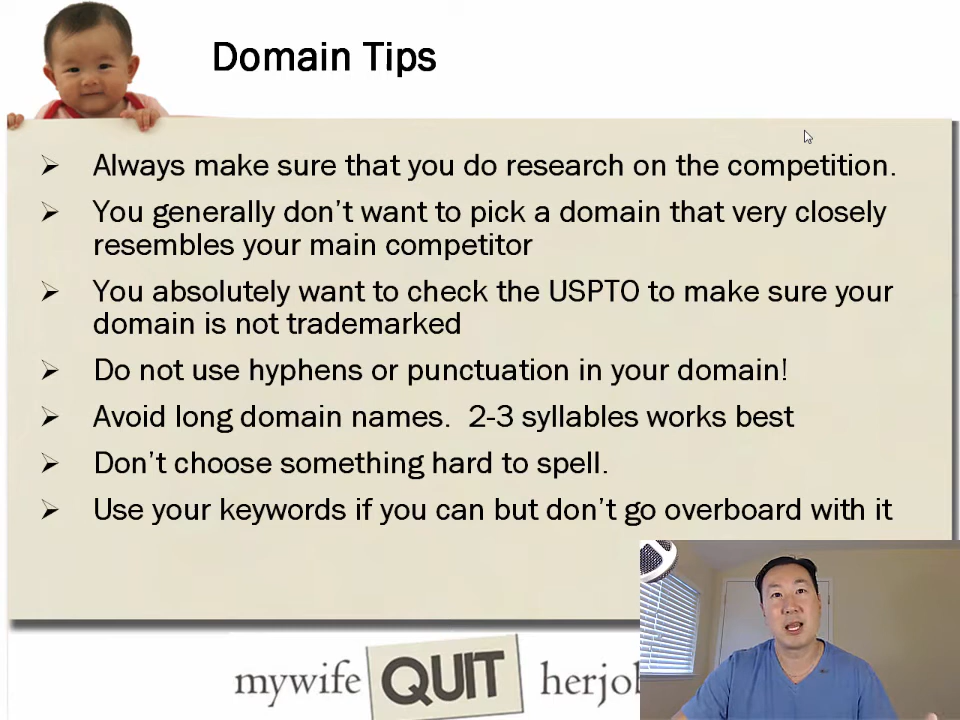 Domain Tips
Always make sure that you do research on the competition.
You generally don't want to pick a domain that very closely
resembles your main competitor
You absolutely want to check the USPTO to make sure your
domain is not trademarked
Do not use hyphens or punctuation in your domain!
Avoid long domain names.  2-3 syllables works best
Don't choose something hard to spell.
Use your keywords if you can but don't go overboard with it
mywife QUIT herjob